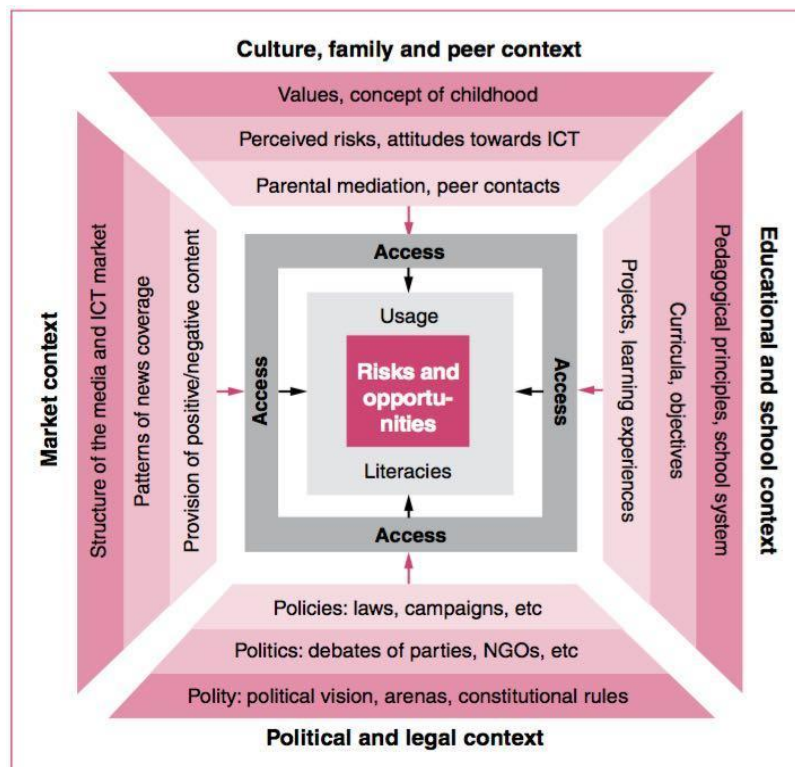 Culture, family and peer context
Values, concept of childhood
Perceived risks, attitudes towards ICT
Parental mediation, peer contacts
Market context
Structure of the media and ICT market
Patterns of news coverage
Provision of positive/negative content
Access
Access
Usage
Risks and
opportu-
nities
Literacies
Access
Access
Projects, learning experiences
Curricula, objectives
Pedagogical principles, school system
Educational and school context
Policies: laws, campaigns, etc
Politics: debates of parties, NGOs, etc
Polity: political vision, arenas, constitutional rules
Political and legal context